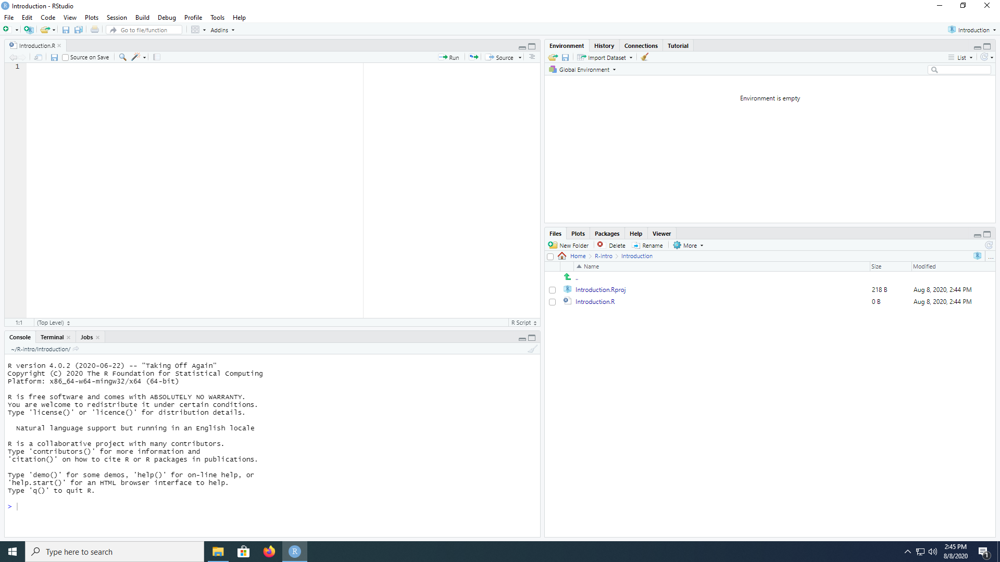 Introduction - RStudio
File Edit Code View Plots Session Build Debug Profile Tools Help
Go to file/function Addins Introduction
Introduction.R
Source on Save Run Source
1
1:1 (Top Level) R Script
Console Terminal Jobs
~/R-intro/Introduction/
R version 4.0.2 (2020-06-22) -- "Taking Off Again"
Copyright (C) 2020 The R Foundation for Statistical Computing
Platform: x86_64-w64-mingw32/x64 (64-bit)
R is free software and comes with ABSOLUTELY NO WARRANTY.
You are welcome to redistribute it under certain conditions.
Type 'license()' or 'licence()' for distribution details.
Natural language support but running in an English locale
R is a collaborative project with many contributors.
Type 'contributors()' for more information and
'citation()' on how to cite R or R packages in publications.
Type 'demo()' for some demos, 'help()' for on-line help, or
'help.start()' for an HTML browser interface to help.
Type 'q()' to quit R.
>
Environment History Connections Tutorial
Import Dataset List
Global Environment
Environment is empty
Files Plots Packages Help Viewer
New Folder Delete Rename More
Home R-intro Introduction ...
Name Size Modified
..
Introduction.Rproj 218 B Aug 8, 2020, 2:44 PM
Introduction.R 0 B Aug 8, 2020, 2:44 PM
Type here to search
2:45 PM
8/8/2020
1